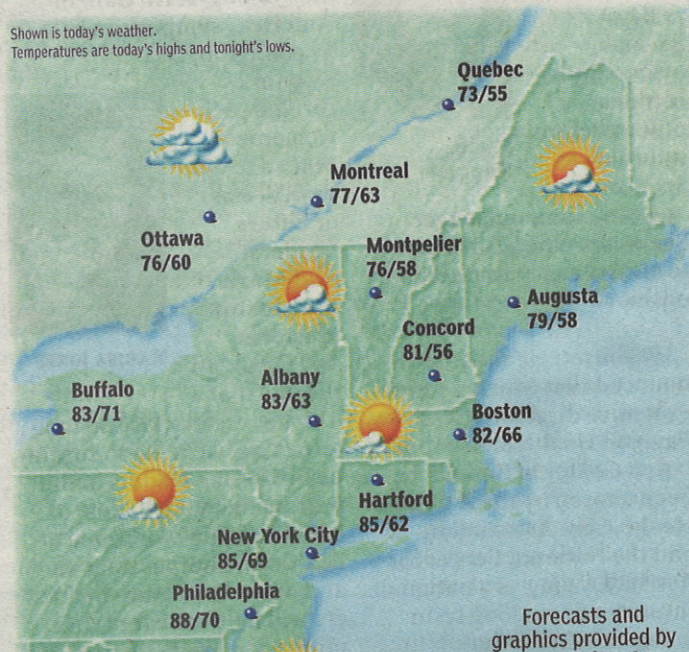 Shown is today's weather.
Temperatures are today's highs and tonight's lows.
Quebec
73/55
Montreal
77/63
Ottawa
76/60
Montpelier
76/58
Augusta
79/58
Concord
81/56
Albany
83/63
Buffalo
83/71
Boston
82/66
Hartford
85/62
New York City
85/69
Philadelphia
88/70
Forecasts and
graphics provided by